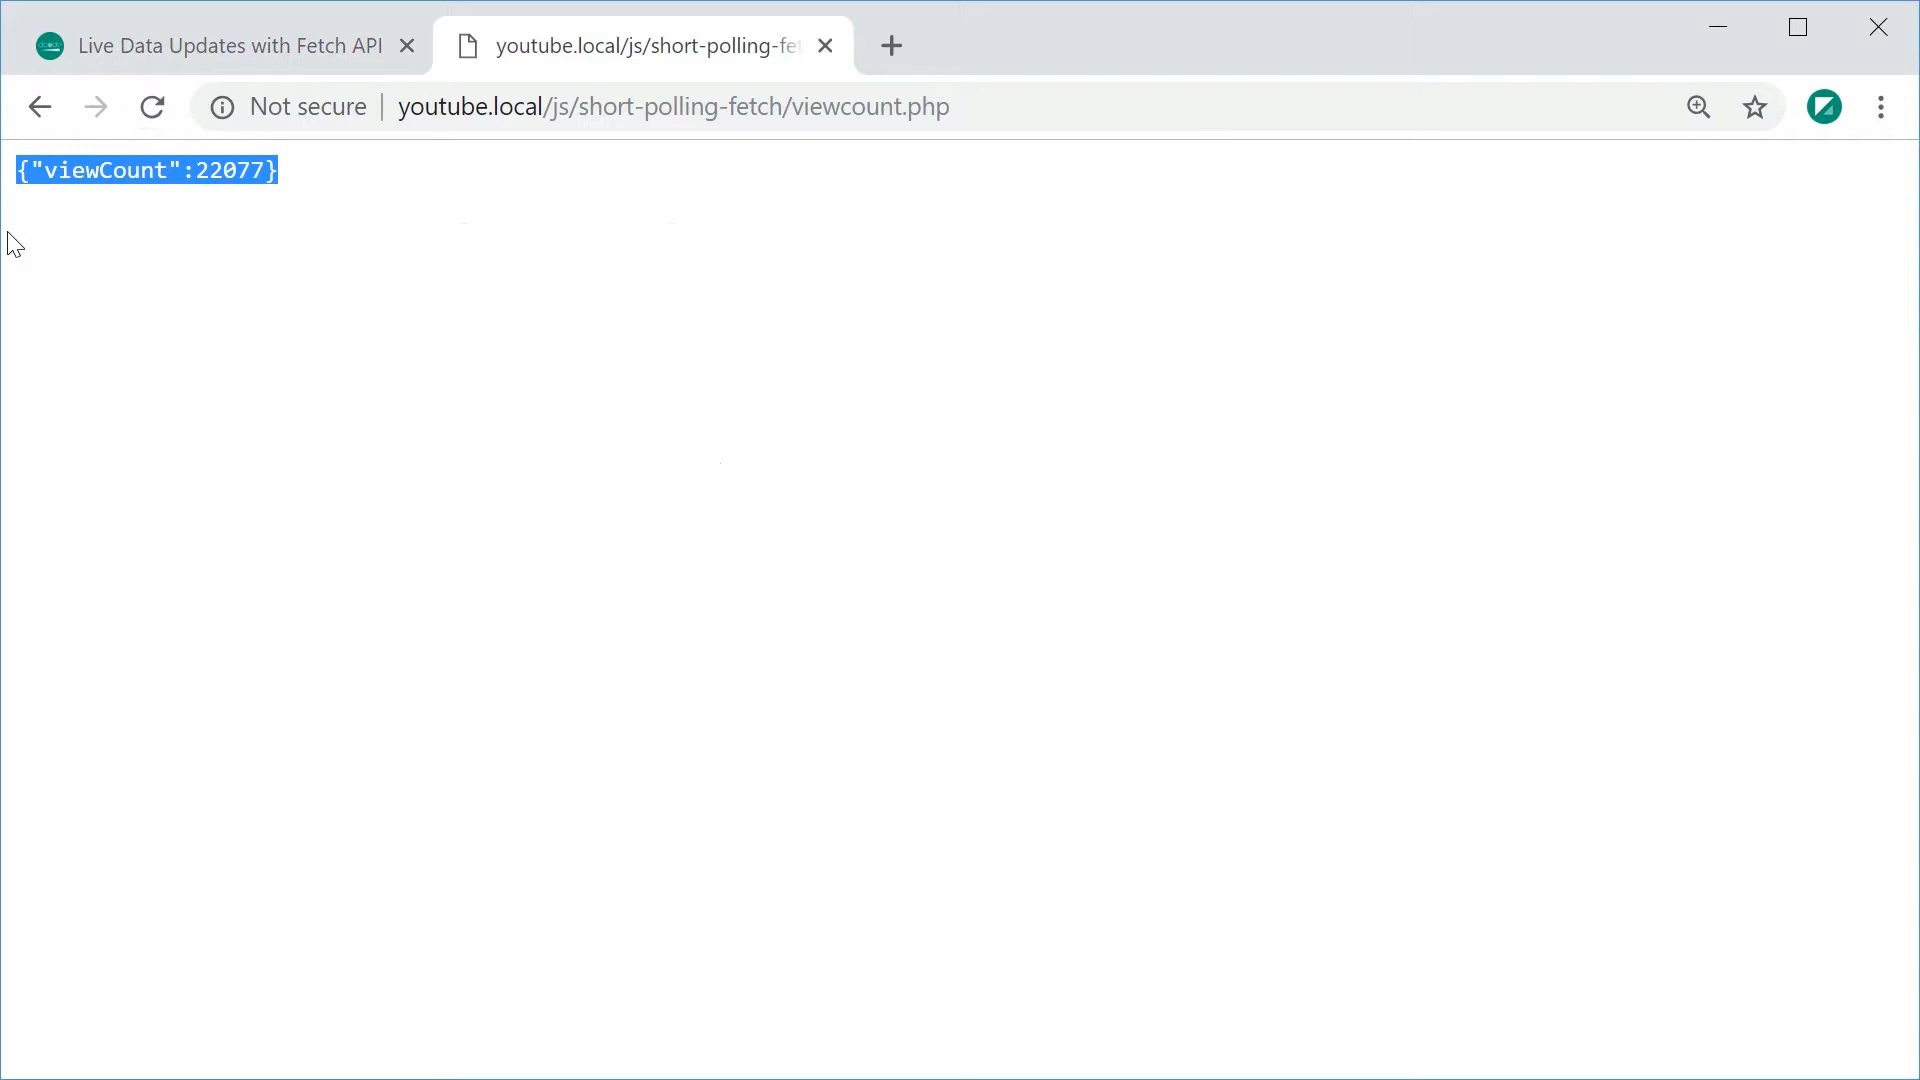 Live Data Updates with Fetch API
youtube.local/js/short-polling-fe
Not secure
youtube.local/js/short-polling-fetch/viewcount.php
{"viewCount":22077}